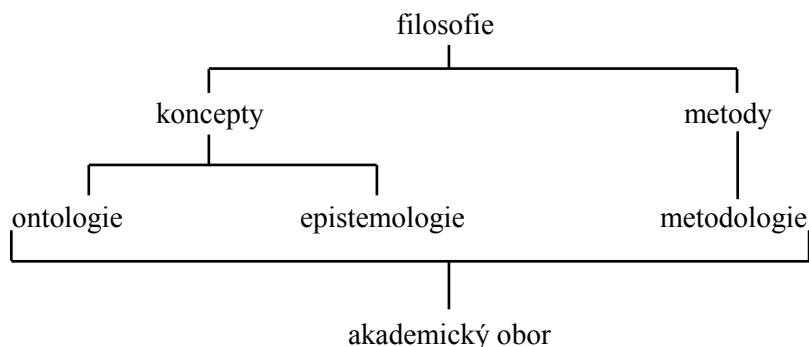 filosofie
koncepty metody
ontologie epistemologie metodologie
akademický obor